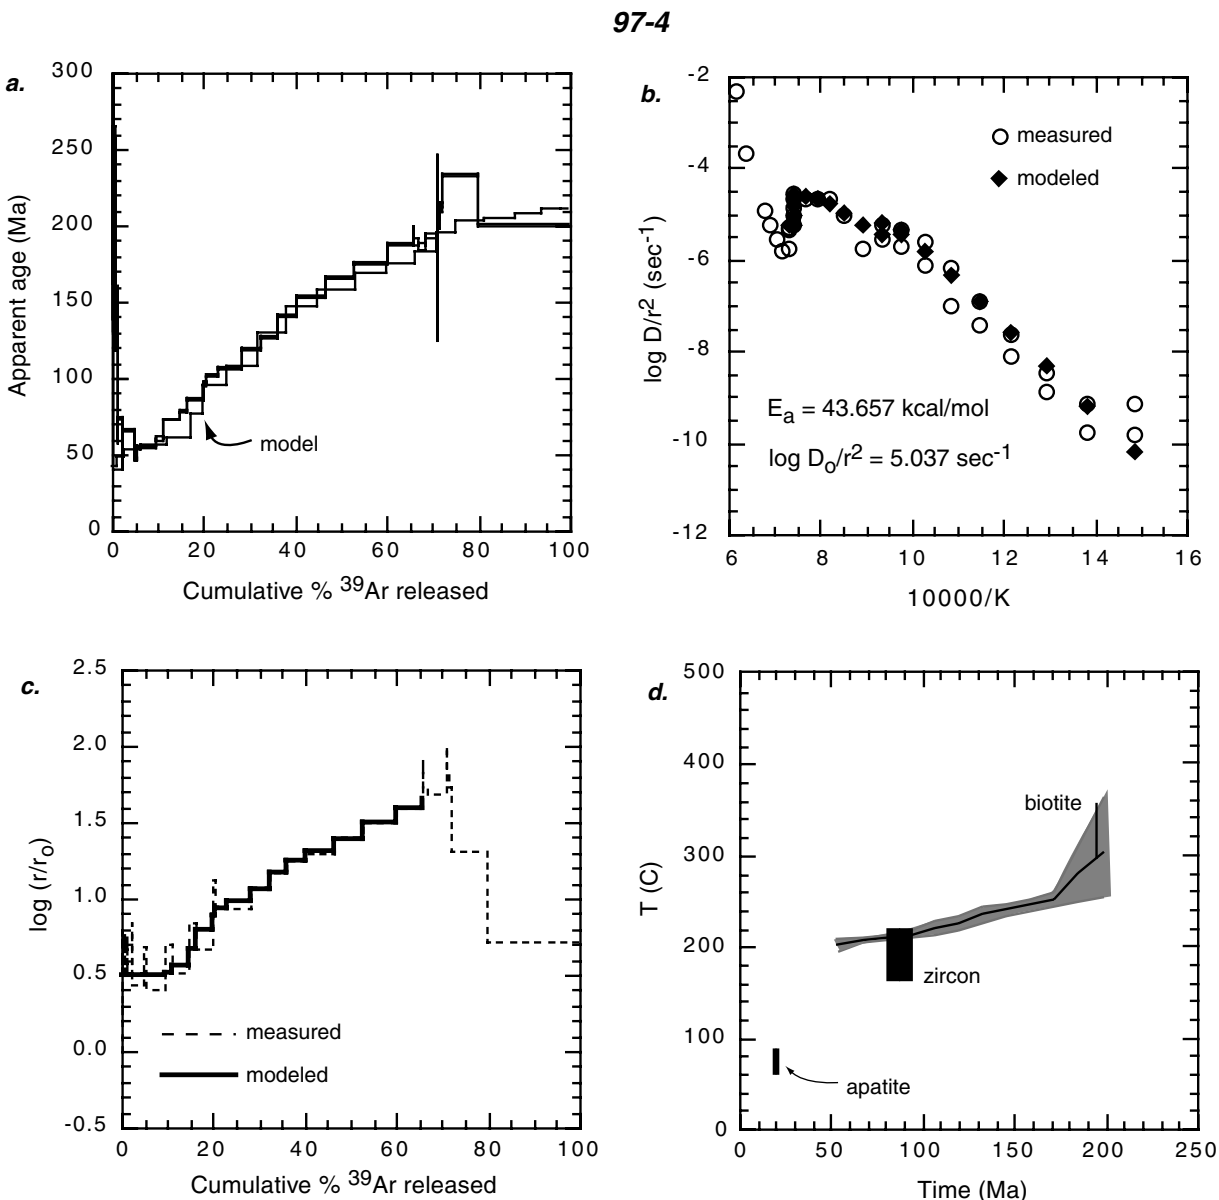 97-4
a.
300
250
200
150
100
50
0
Apparent age (Ma)
model
0 20 40 60 80 100
Cumulative % 39Ar released
b.
-2
-4
-6
-8
-10
-12
log D/r2 (sec-1)
measured
modeled
Ea = 43.657 kcal/mol
log Do/r2 = 5.037 sec-1
6 8 10 12 14 16
10000/K
c.
2.5
2.0
1.5
1.0
0.5
0.0
-0.5
log (r/ro)
measured
modeled
0 20 40 60 80 100
Cumulative % 39Ar released
d.
500
400
300
200
100
0
T (C)
biotite
zircon
apatite
0 50 100 150 200 250
Time (Ma)